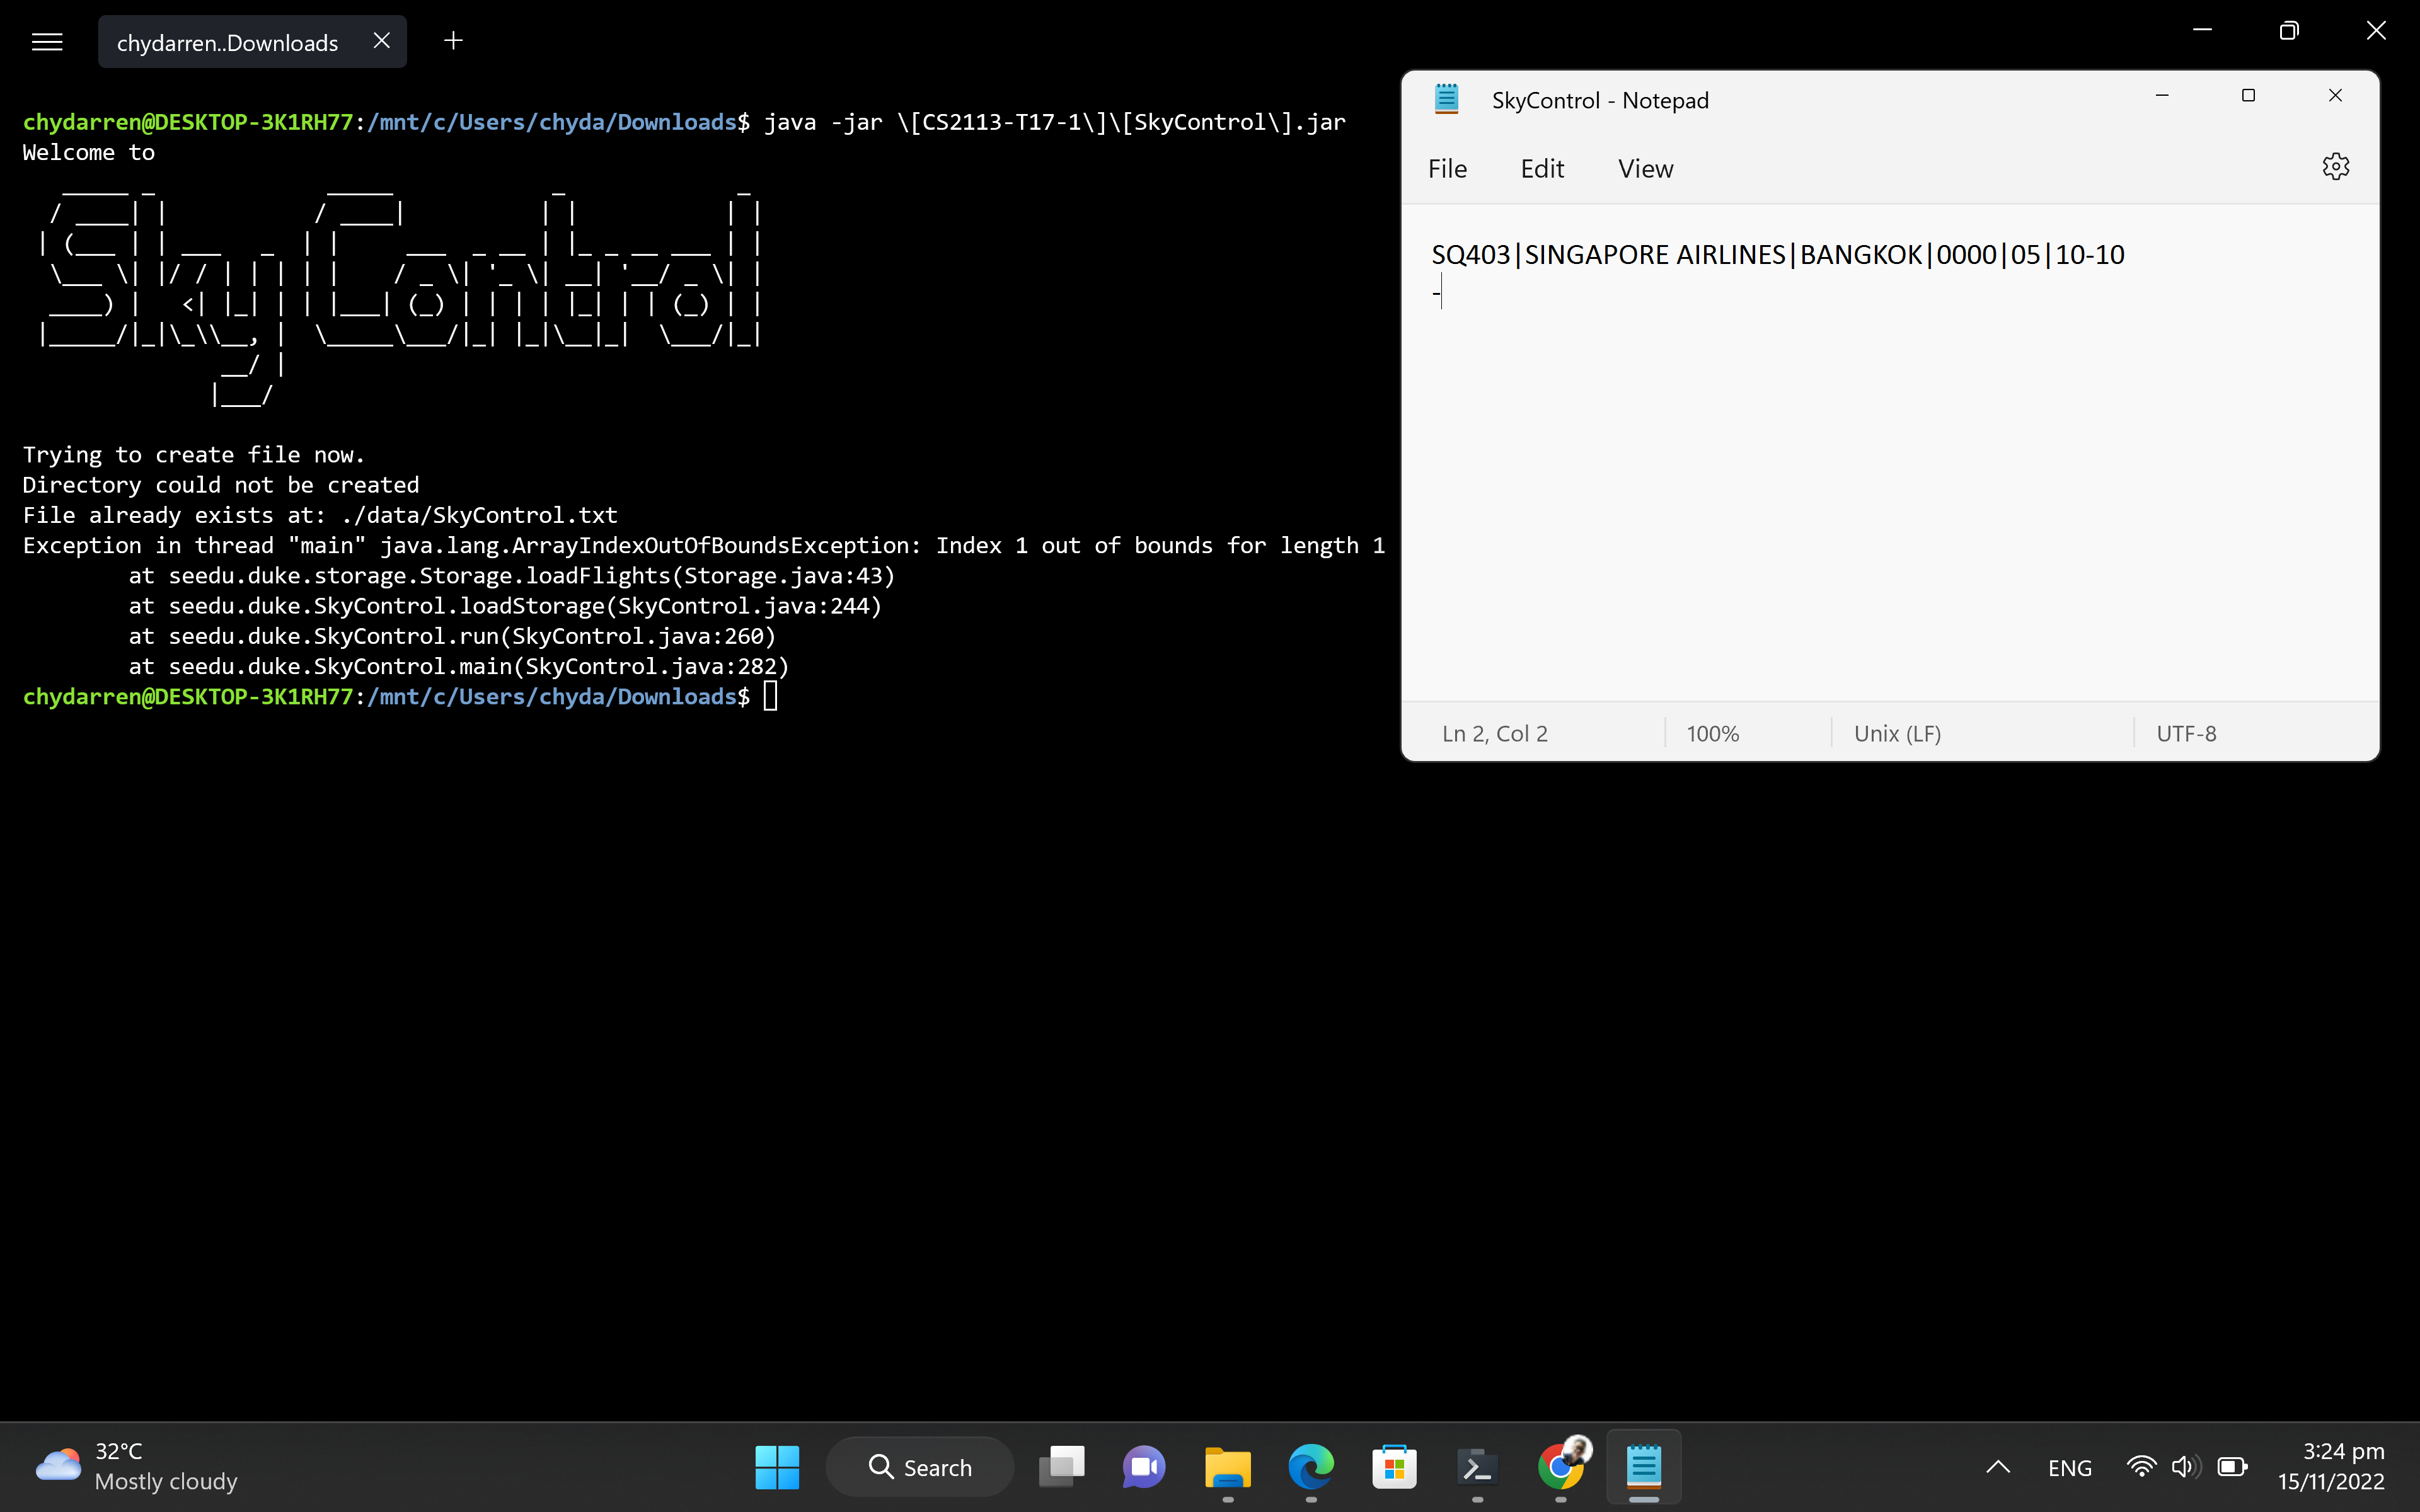 chydarren..Downloads
chydarren@DESKTOP-3K1RH77:/mnt/c/Users/chyda/Downloads$ java -jar \[CS2113-T17-1\]\[SkyControl\].jar
Welcome to
SkyControl
Trying to create file now.
Directory could not be created
File already exists at: ./data/SkyControl.txt
Exception in thread "main" java.lang.ArrayIndexOutOfBoundsException: Index 1 out of bounds for length 1
at seedu.duke.storage.Storage.loadFlights(Storage.java:43)
at seedu.duke.SkyControl.loadStorage(SkyControl.java:244)
at seedu.duke.SkyControl.run(SkyControl.java:260)
at seedu.duke.SkyControl.main(SkyControl.java:282)
chydarren@DESKTOP-3K1RH77:/mnt/c/Users/chyda/Downloads$
SkyControl - Notepad
File Edit View
SQ403|SINGAPORE AIRLINES|BANGKOK|0000|05|10-10
-
Ln 2, Col 2 100% Unix (LF) UTF-8
32°C
Mostly cloudy
Search
ENG
3:24 pm
15/11/2022